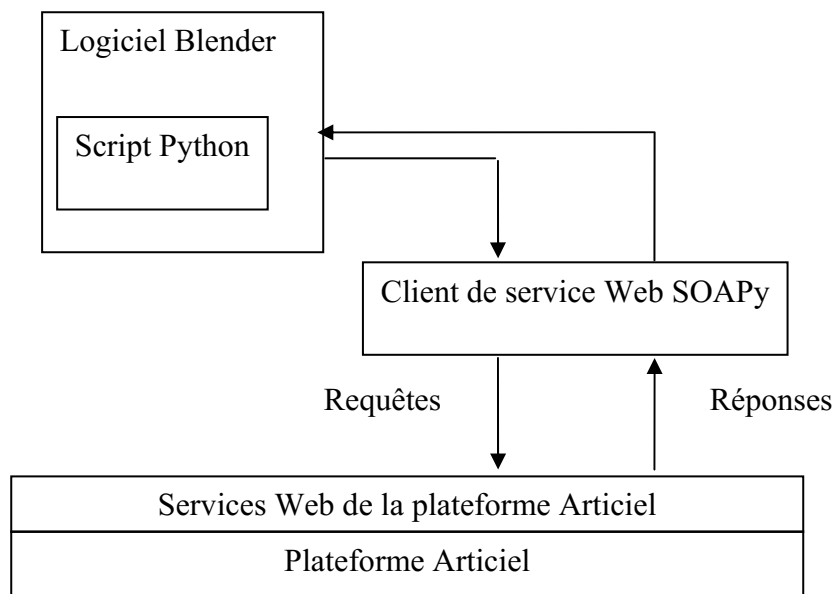 Logiciel Blender
Script Python
Client de service Web SOAPy
Requêtes
Réponses
Services Web de la plateforme Articiel
Plateforme Articiel